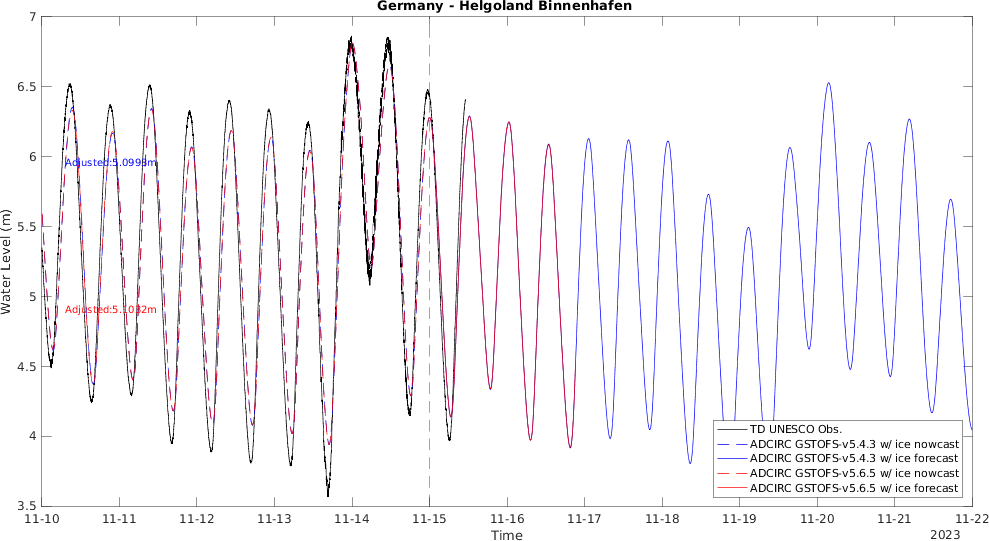 Germany - Helgoland Binnenhafen
7
6.5
6
5.5
5
4.5
4
3.5
Water Level (m)
Adjusted:5.0993m
Adjusted:5.1032m
TD UNESCO Obs.
ADCIRC GSTOFS-v5.4.3 w/ ice nowcast
ADCIRC GSTOFS-v5.4.3 w/ ice forecast
ADCIRC GSTOFS-v5.6.5 w/ ice nowcast
ADCIRC GSTOFS-v5.6.5 w/ ice forecast
11-10 11-11 11-12 11-13 11-14 11-15 11-16 11-17 11-18 11-19 11-20 11-21 11-22
Time
2023